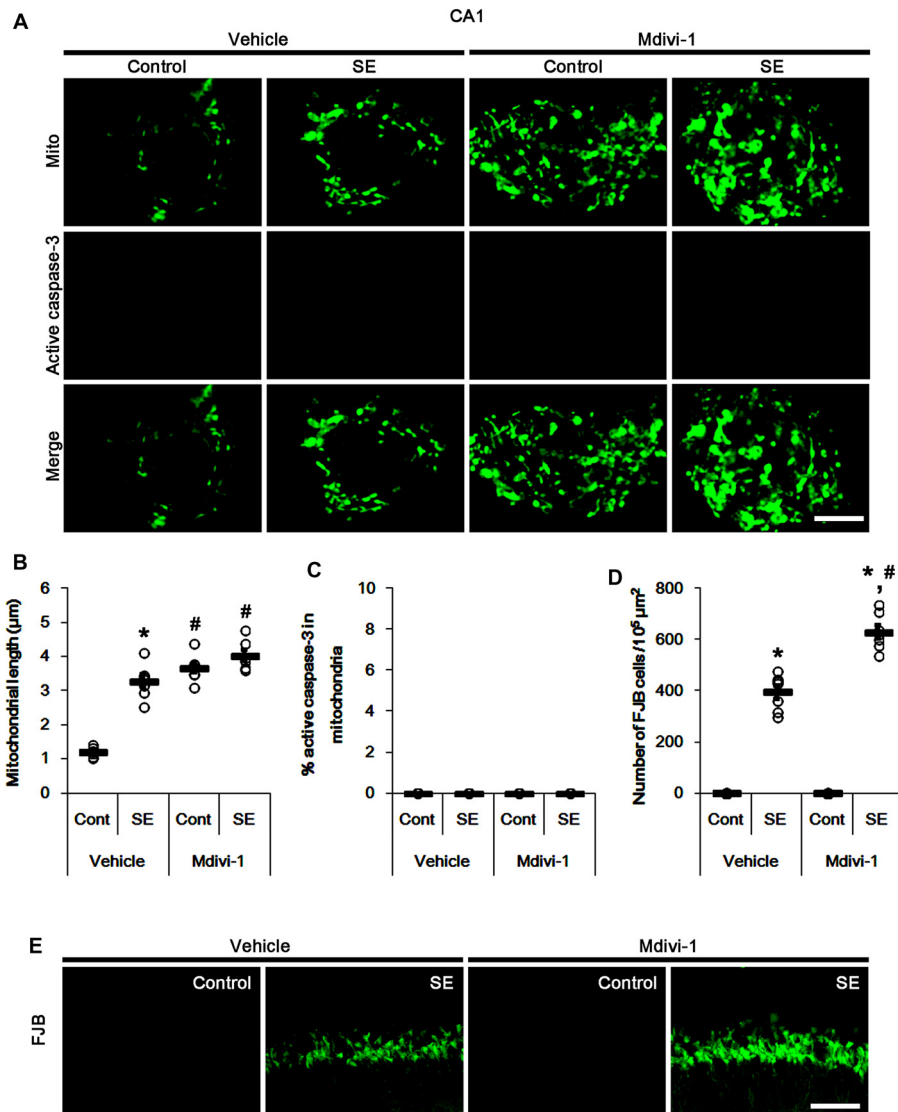 CA1
A
Vehicle Mdivi-1
Control SE Control SE
Mito
Active caspase-3
Merge
B
Mitochondrial length (μm)
6
5
4
3
2
1
0
*
#
#
Cont SE Cont SE
Vehicle Mdivi-1
C
% active caspase-3 in
mitochondria
10
8
6
4
2
0
Cont SE Cont SE
Vehicle Mdivi-1
D
Number of FJB cells/10⁵ μm²
800
600
400
200
0
*
*, #
Cont SE Cont SE
Vehicle Mdivi-1
E
Vehicle Mdivi-1
Control SE Control SE
FJB